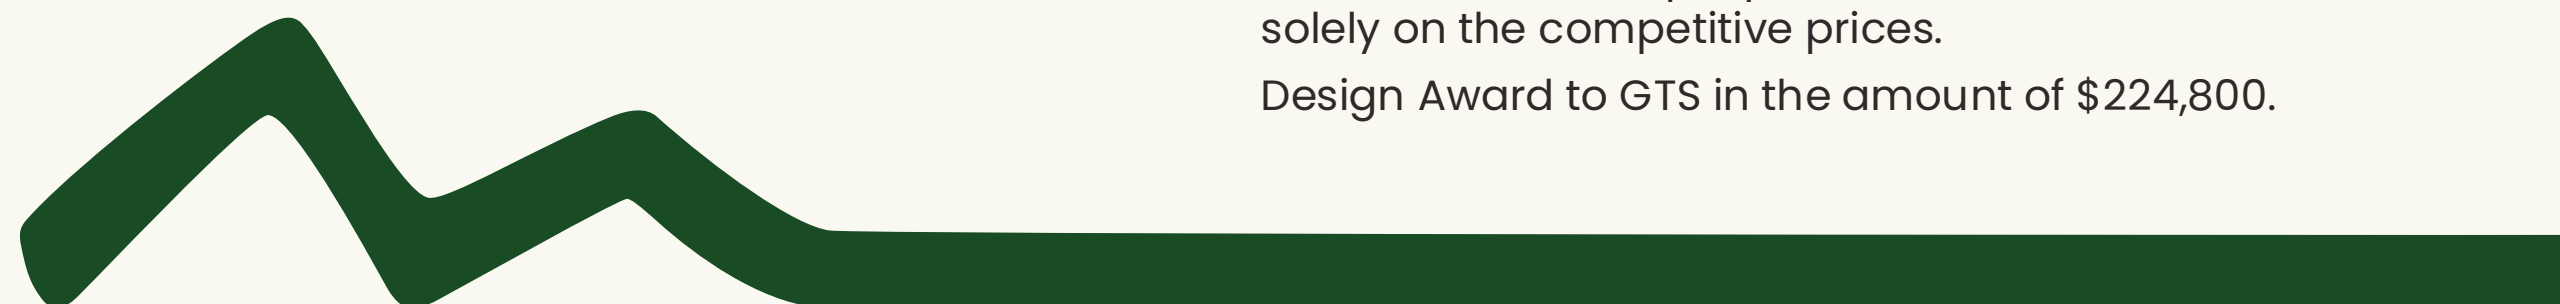 solely on the competitive prices.
Design Award to GTS in the amount of $224,800.